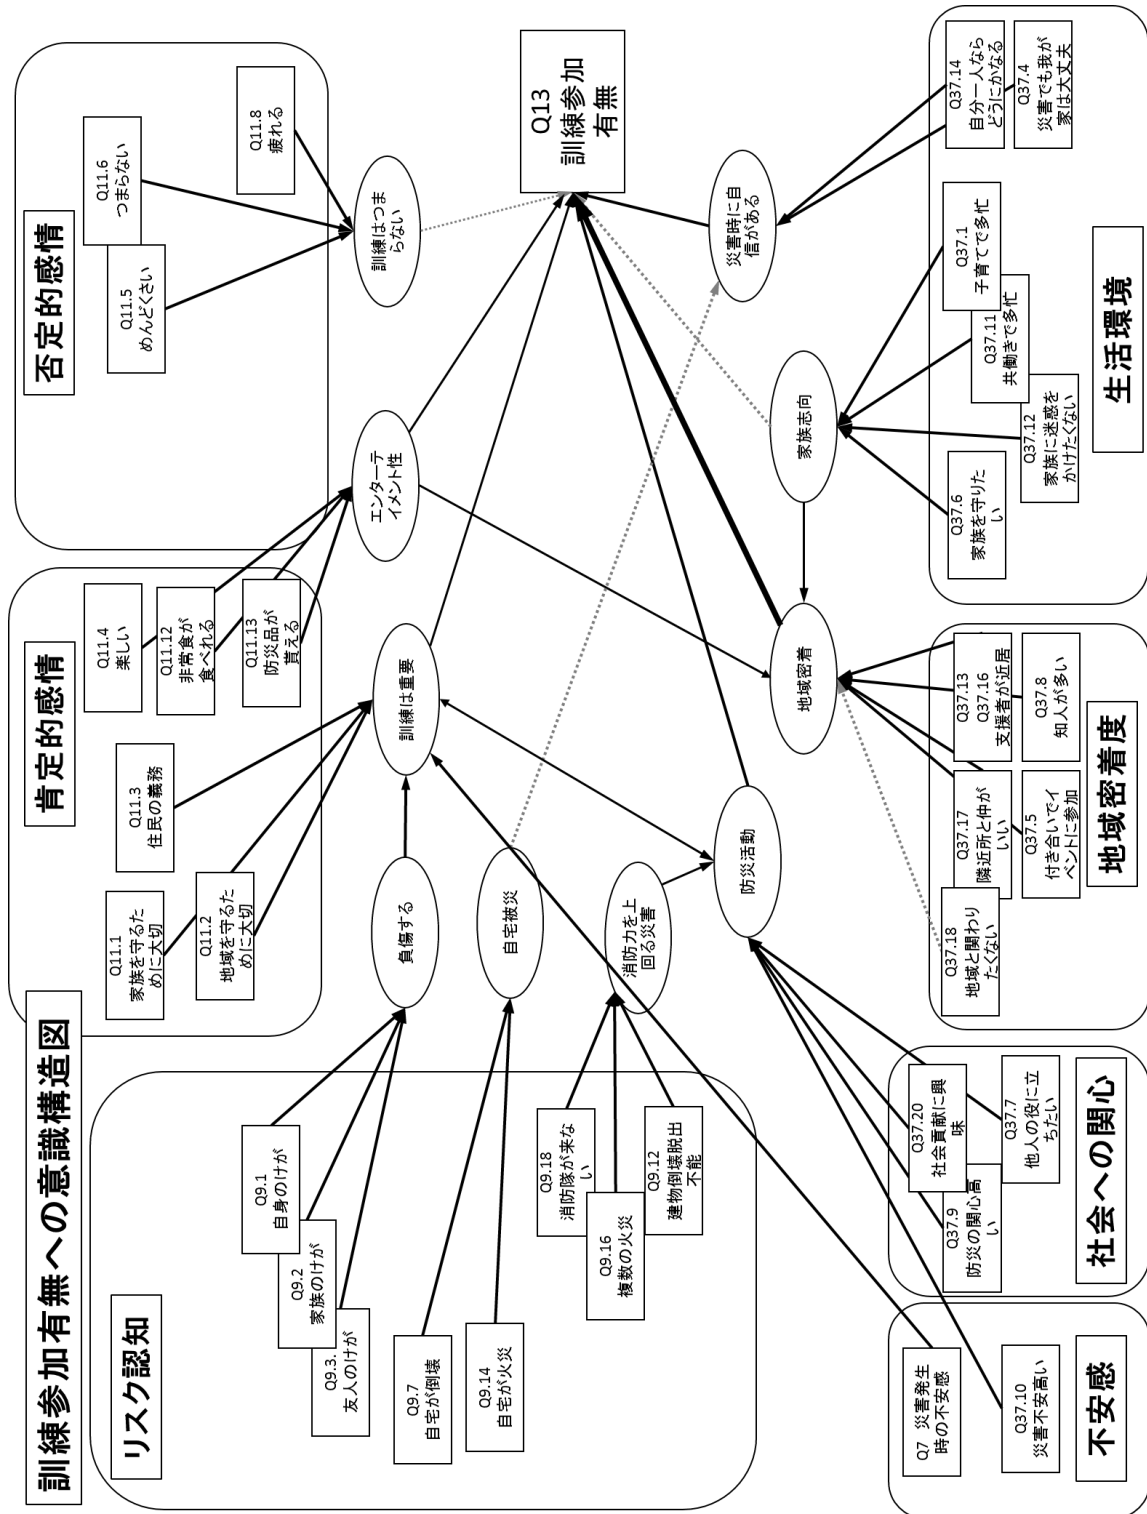 訓練参加有無への意識構造図
リスク認知
Q9.1
自身のけが
Q9.2
家族のけが
Q9.3.
友人のけが
Q9.7
自宅が倒壊
Q9.14
自宅が火災
Q9.18
消防隊が来な
い
Q9.16
複数の火災
Q9.12
建物倒壊脱出
不能
肯定的感情
Q11.1
家族を守るた
めに大切
Q11.2
地域を守るた
めに大切
Q11.3
住民の義務
Q11.4
楽しい
Q11.12
非常食が
食べれる
Q11.13
防災品が
貰える
否定的感情
Q11.5
めんどくさい
Q11.6
つまらない
Q11.8
疲れる
負傷する
自宅被災
消防力を上
回る災害
訓練は重要
エンターテ
イメント性
訓練はつま
らない
防災活動
地域密着
家族志向
災害時に自
信がある
Q13
訓練参加
有無
不安感
Q7 災害発生
時の不安感
Q37.10
災害不安高い
社会への関心
Q37.20
社会貢献に興
味
Q37.9
防災の関心高
い
Q37.7
他人の役に立
ちたい
地域密着度
Q37.18
地域と関わり
たくない
Q37.17
隣近所と仲が
いい
Q37.5
付き合いでイ
ベントに参加
Q37.13
Q37.16
支援者が近居
Q37.8
知人が多い
生活環境
Q37.6
家族を守りた
い
Q37.12
家族に迷惑を
かけたくない
Q37.11
共働きで多忙
Q37.1
子育てで多忙
Q37.14
自分一人なら
どうにかなる
Q37.4
災害でも我が
家は大丈夫